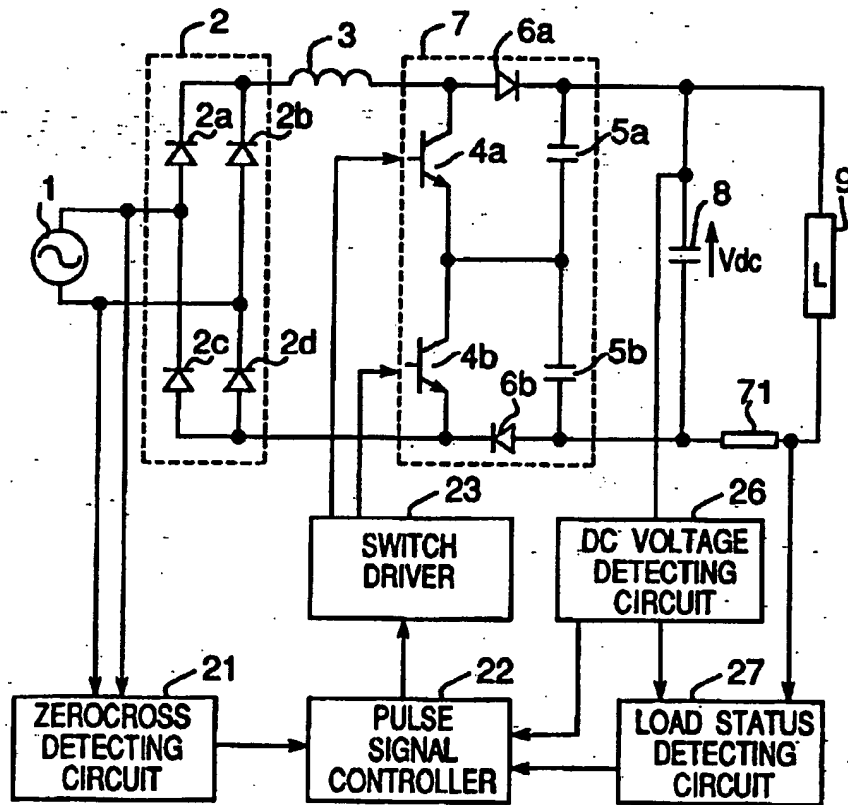 2
3
7
6a
2a
2b
4a
5a
1
8
9
Vdc
L
2c
2d
4b
5b
6b
71
23
SWITCH
DRIVER
26
DC VOLTAGE
DETECTING
CIRCUIT
21
ZEROCROSS
DETECTING
CIRCUIT
22
PULSE
SIGNAL
CONTROLLER
27
LOAD STATUS
DETECTING
CIRCUIT